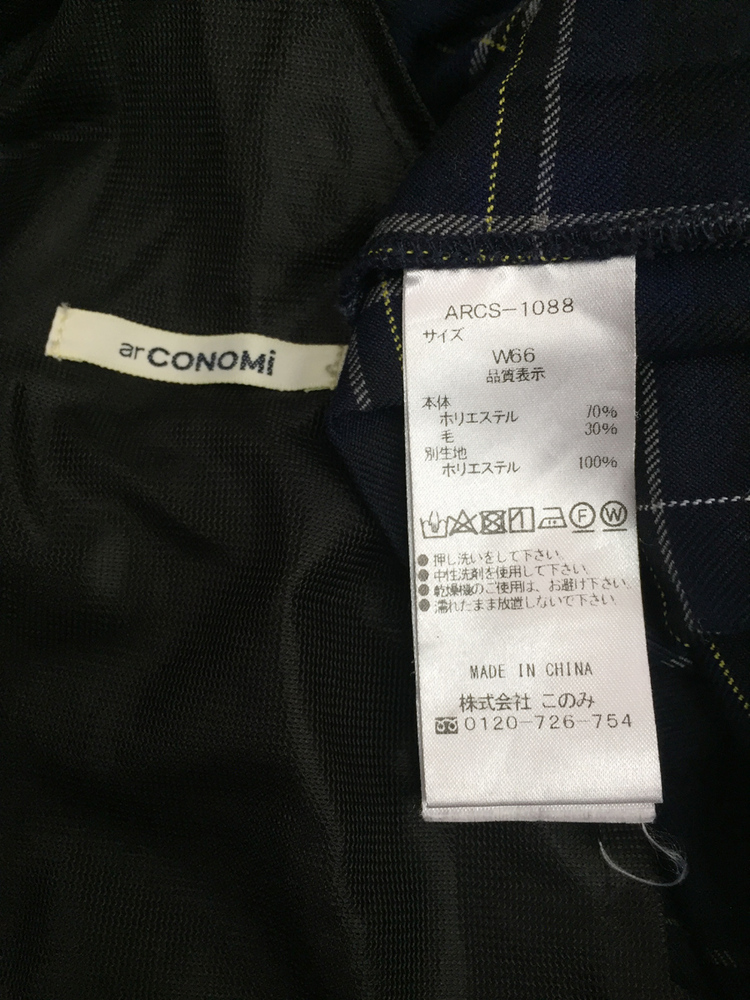 arCONOMi
ARCS-1088
サイズ
W66
品質表示
本体
ポリエステル 70%
毛 30%
別生地
ポリエステル 100%
F W
●押し洗いをして下さい。
●中性洗剤を使用して下さい。
●乾燥機のご使用は、お避け下さい。
●濡れたまま放置しないで下さい。
MADE IN CHINA
株式会社 このみ
0120-726-754